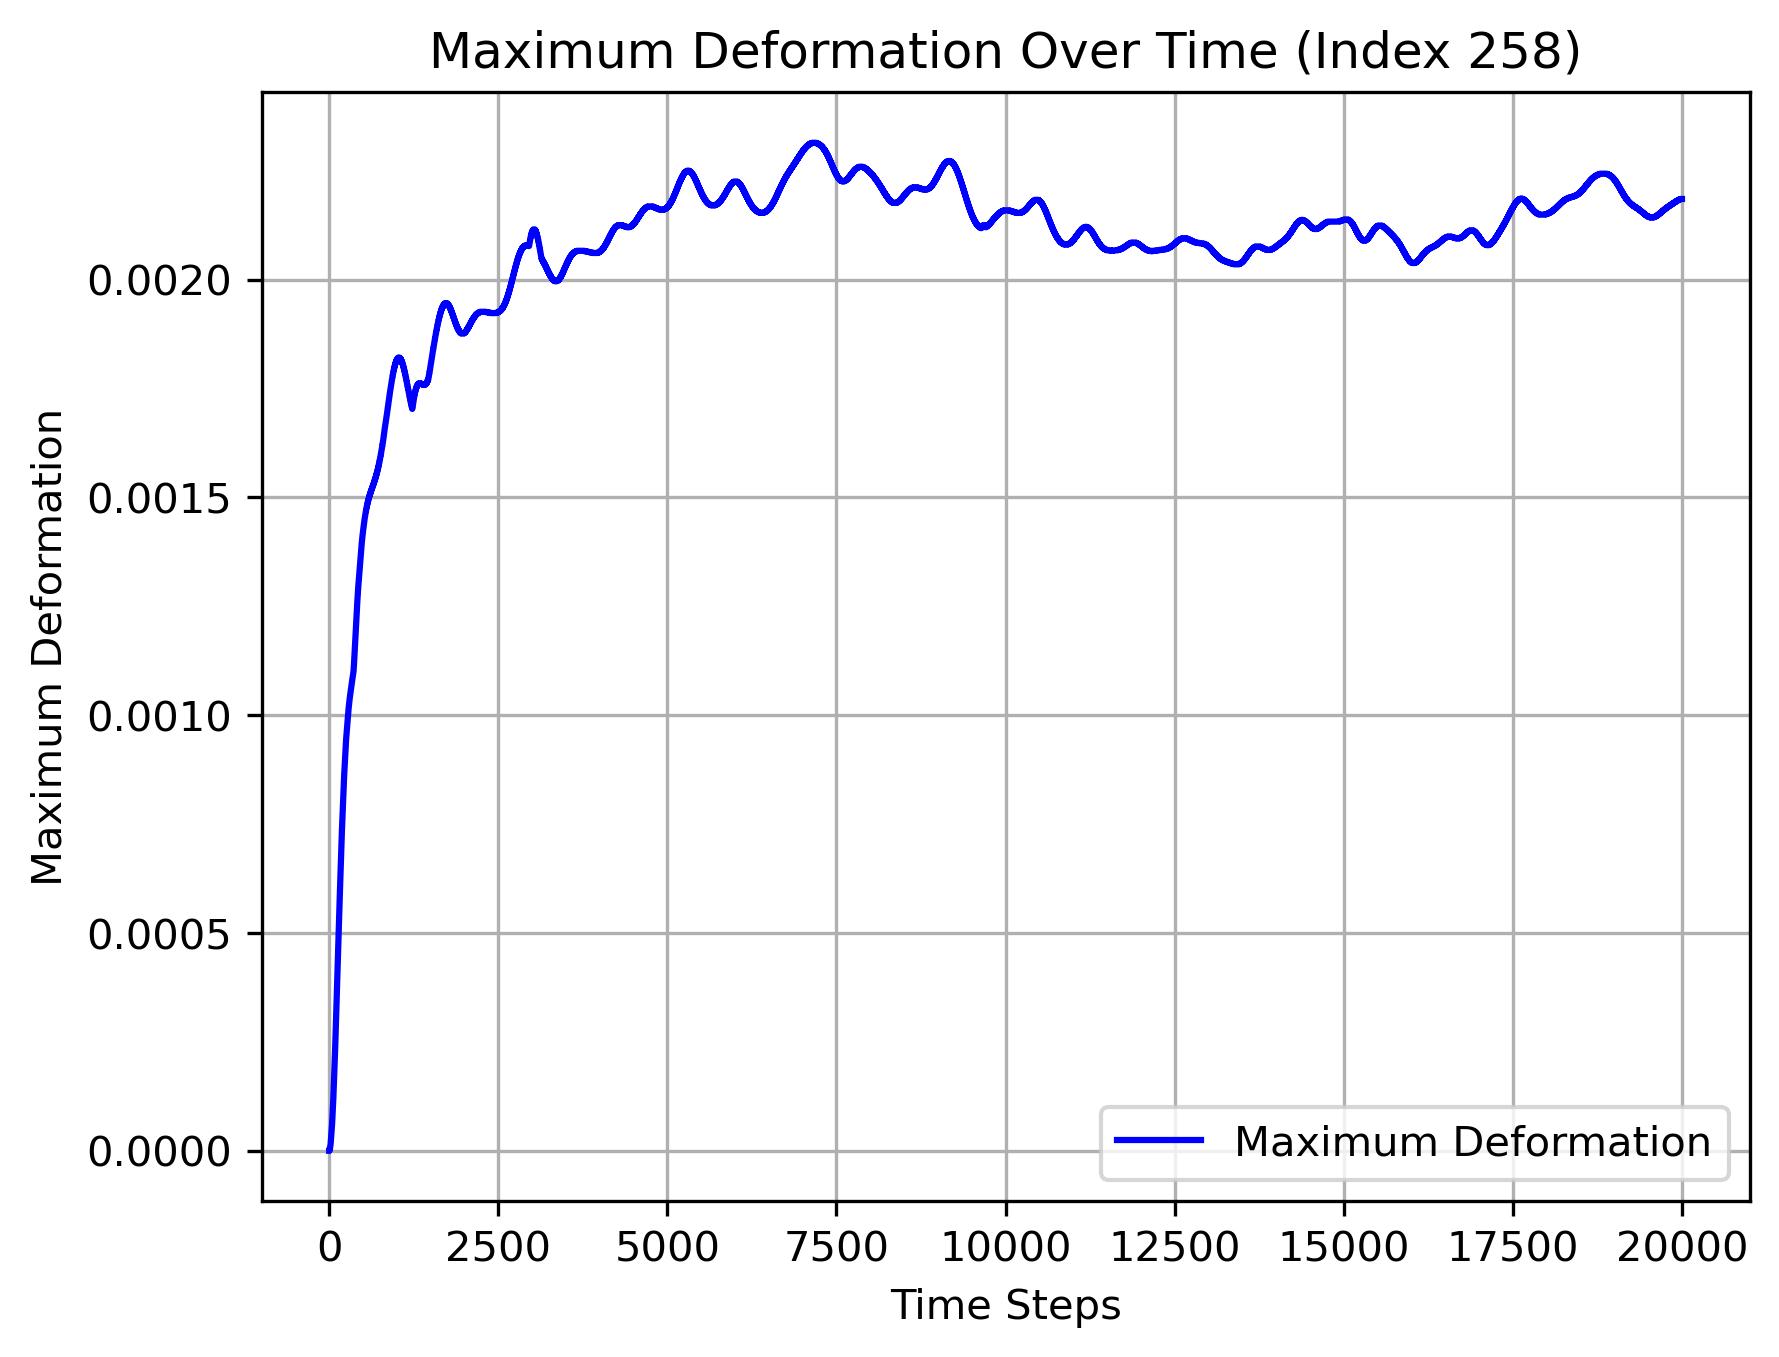 Maximum Deformation Over Time (Index 258)
Maximum Deformation
0.0020
0.0015
0.0010
0.0005
0.0000
Maximum Deformation
0 2500 5000 7500 10000 12500 15000 17500 20000
Time Steps